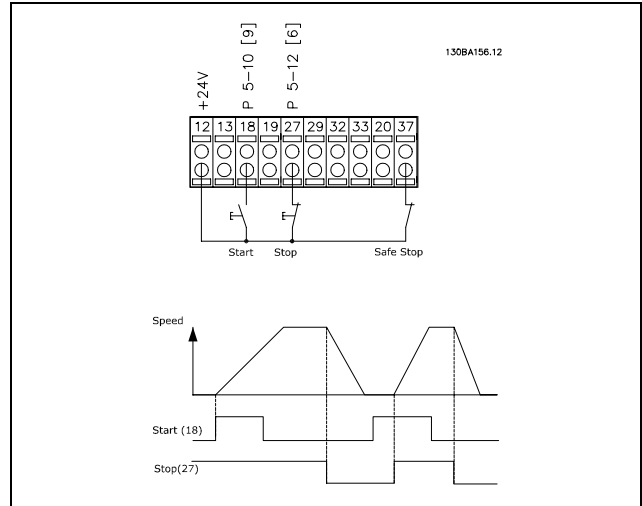 130BA156.12
+24V
P 5-10 [9]
P 5-12 [6]
12 13 18 19 27 29 32 33 20 37
Start Stop Safe Stop
Speed
Start (18)
Stop(27)